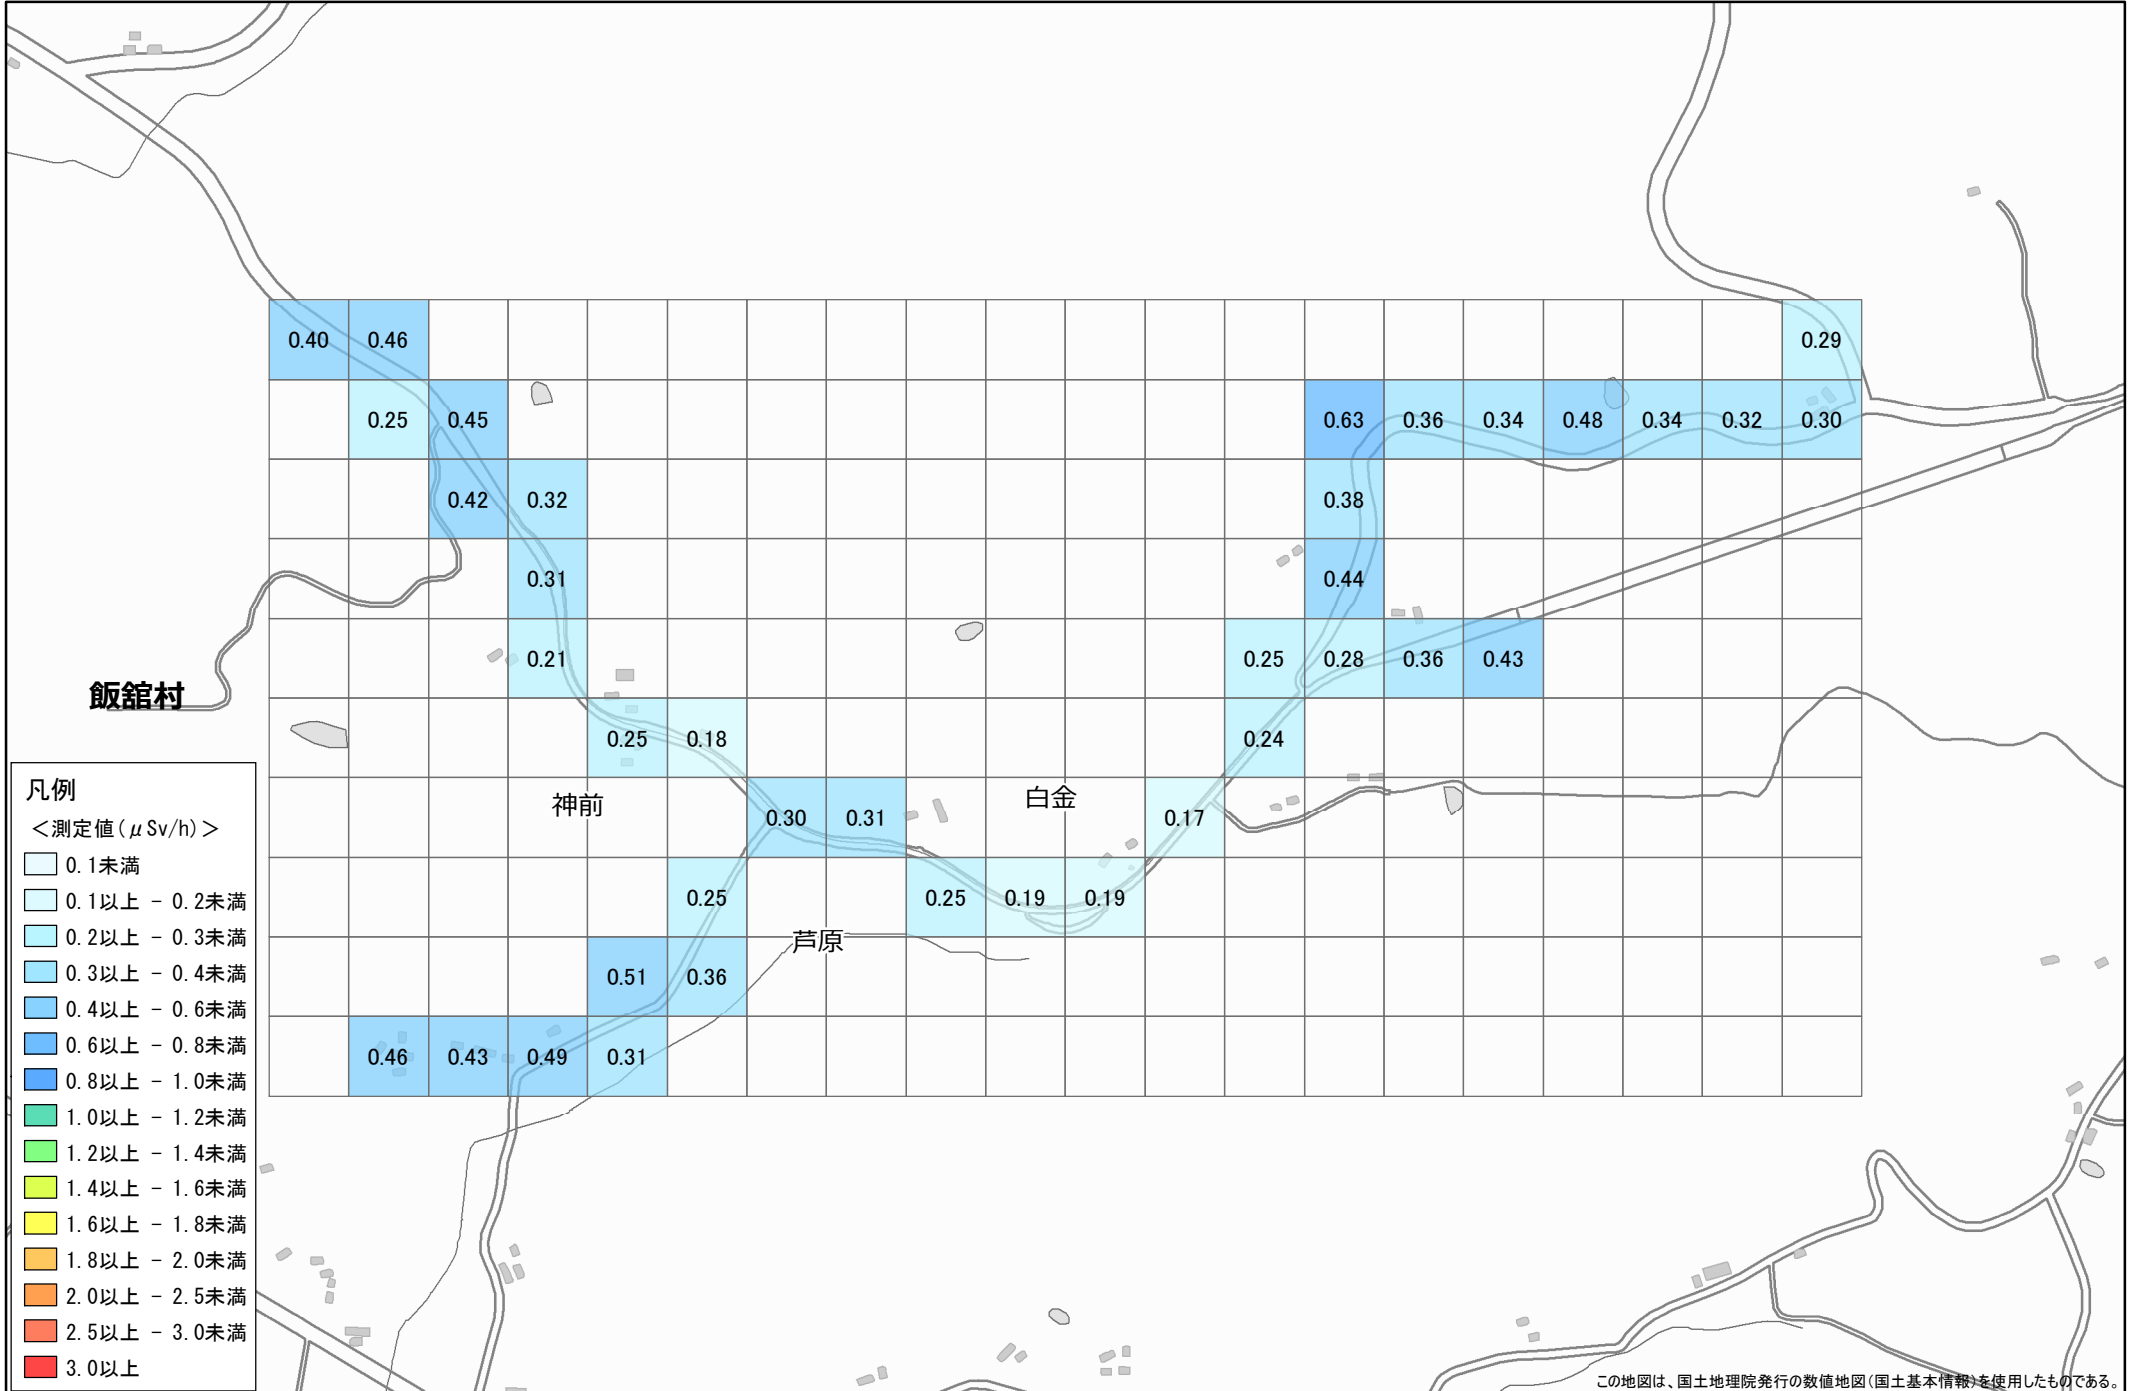 0.40 0.46 0.29
0.25 0.45 0.63 0.36 0.34 0.48 0.34 0.32 0.30
0.42 0.32 0.38
0.31 0.44
0.21 0.25 0.28 0.36 0.43
飯舘村
0.25 0.18 0.24
神前 0.30 0.31 白金 0.17
0.25 0.25 0.19 0.19
芦原
0.51 0.36
0.46 0.43 0.49 0.31
凡例
＜測定値(μSv/h)＞
0.1未満
0.1以上 - 0.2未満
0.2以上 - 0.3未満
0.3以上 - 0.4未満
0.4以上 - 0.6未満
0.6以上 - 0.8未満
0.8以上 - 1.0未満
1.0以上 - 1.2未満
1.2以上 - 1.4未満
1.4以上 - 1.6未満
1.6以上 - 1.8未満
1.8以上 - 2.0未満
2.0以上 - 2.5未満
2.5以上 - 3.0未満
3.0以上
この地図は、国土地理院発行の数値地図(国土基本情報)を使用したものである。